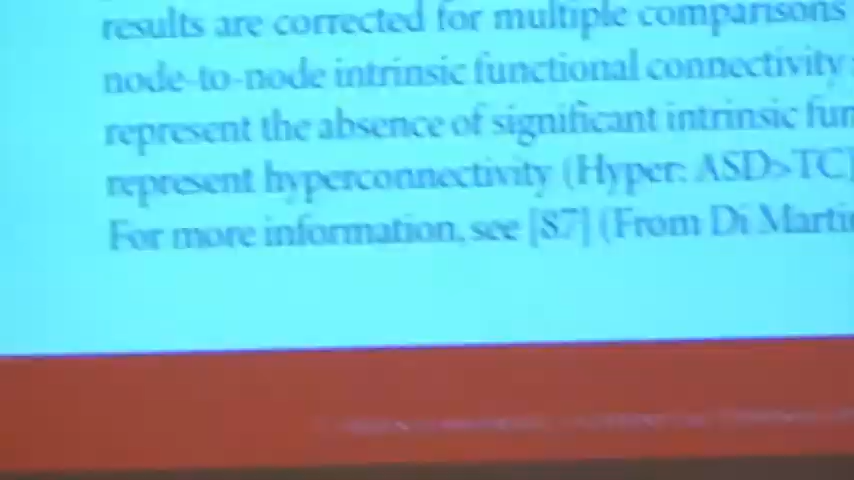 results are corrected for multiple comparisons
node-to-node intrinsic functional connectivity
represent the absence of significant intrinsic fun
represent hyperconnectivity (Hyper: ASD>TC)
For more information, see [87] (From Di Martin